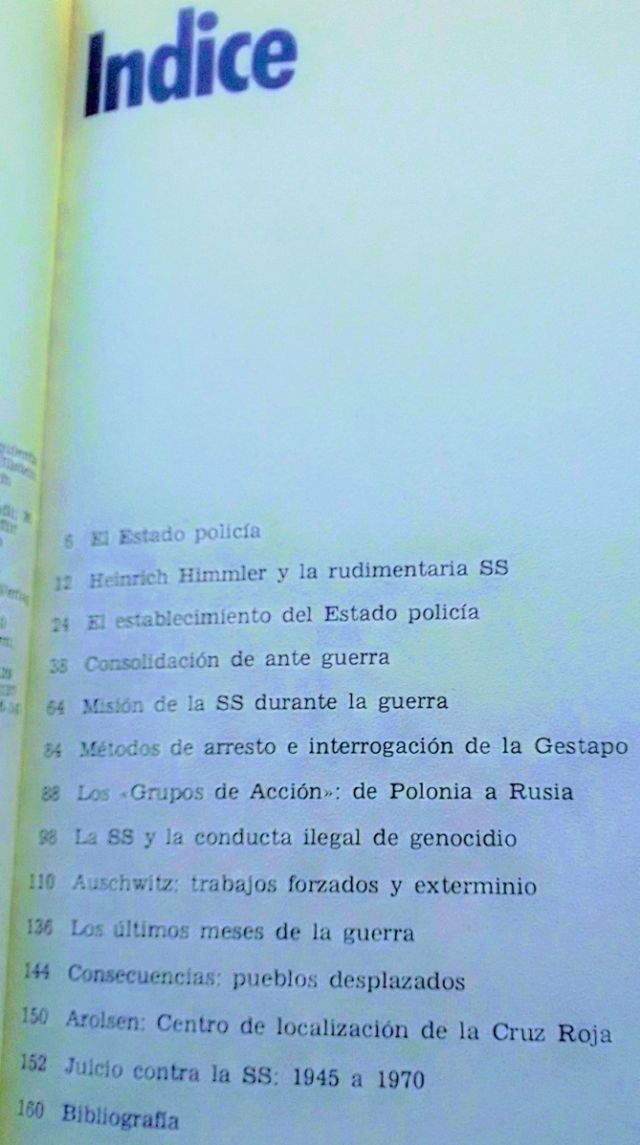 Indice
6 El Estado policía
12 Heinrich Himmler y la rudimentaria SS
24 El establecimiento del Estado policía
38 Consolidación de ante guerra
64 Misión de la SS durante la guerra
84 Métodos de arresto e interrogación de la Gestapo
88 Los «Grupos de Acción»: de Polonia a Rusia
98 La SS y la conducta ilegal de genocidio
110 Auschwitz: trabajos forzados y exterminio
136 Los últimos meses de la guerra
144 Consecuencias: pueblos desplazados
150 Arolsen: Centro de localización de la Cruz Roja
152 Juicio contra la SS: 1945 a 1970
160 Bibliografía